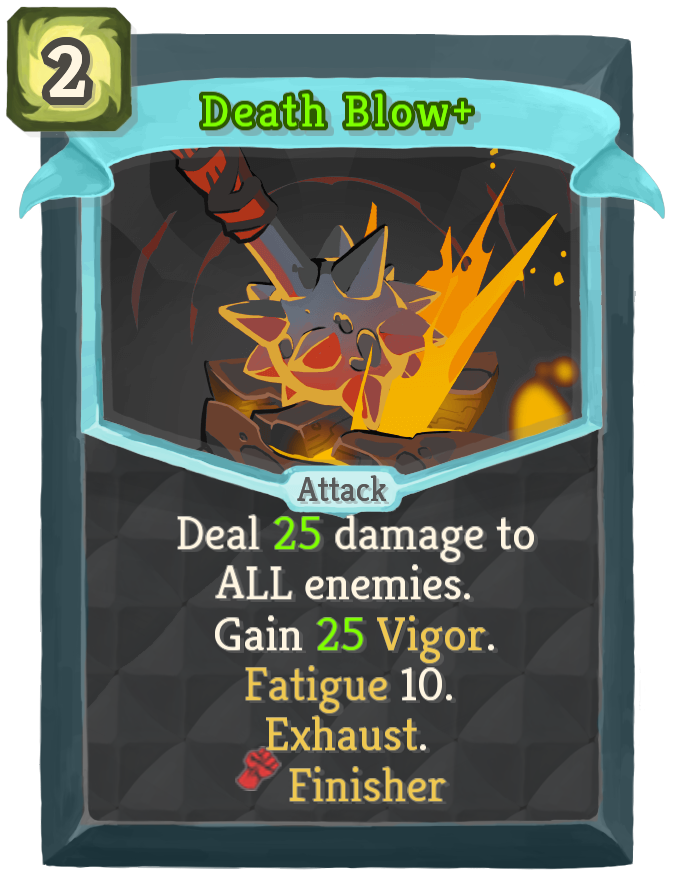 2
Death Blow+
Attack
Deal 25 damage to
ALL enemies.
Gain 25 Vigor.
Fatigue 10.
Exhaust.
Finisher